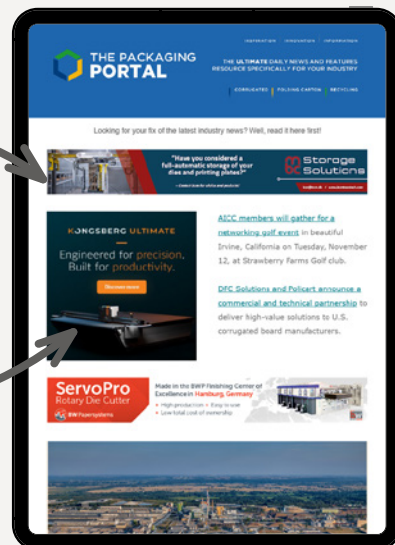 INSPIRATION | INNOVATION | INFORMATION
THE PACKAGING
PORTAL
THE ULTIMATE DAILY NEWS AND FEATURES
RESOURCE SPECIFICALLY FOR YOUR INDUSTRY
CORRUGATED | FOLDING CARTON | RECYCLING
Looking for your fix of the latest industry news? Well, read it here first!
"Have you considered a
full-automatic storage of your
dies and printing plates?"
Storage
Solutions
KONGSBERG ULTIMATE
Engineered for precision.
Built for productivity.
Discover more
AICC members will gather for a
networking golf event in beautiful
Irvine, California on Tuesday, November
12, at Strawberry Farms Golf club.
DFC Solutions and Policart announce a
commercial and technical partnership to
deliver high-value solutions to U.S.
corrugated board manufacturers.
ServoPro
Rotary Die Cutter
BW Papersystems
Made in the BWP Finishing Center of
Excellence in Hamburg, Germany
• High production • Easy to use
• Low total cost of ownership